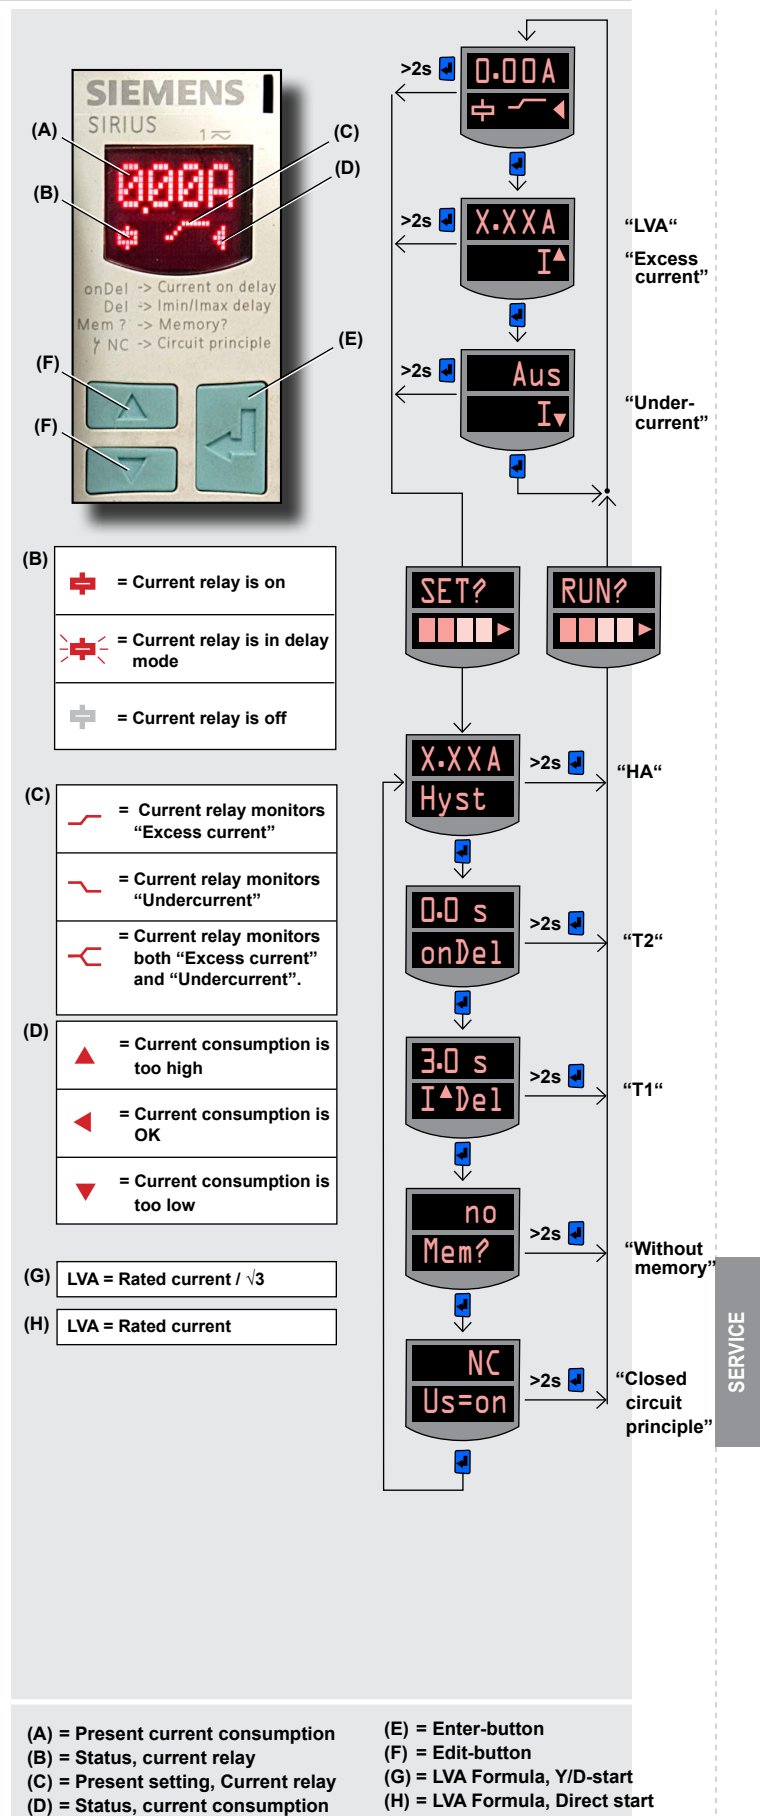 SIEMENS
SIRIUS
1
(A)
(B)
(C)
(D)
0.00A
onDel -> Current on delay
Del -> Imin/Imax delay
Mem ? -> Memory?
NC -> Circuit principle
(E)
(F)
(F)
(B)
= Current relay is on
= Current relay is in delay
mode
= Current relay is off
(C)
= Current relay monitors
“Excess current”
= Current relay monitors
“Undercurrent”
= Current relay monitors
both “Excess current”
and “Undercurrent”.
(D)
= Current consumption is
too high
= Current consumption is
OK
= Current consumption is
too low
(G)
LVA = Rated current / √3
(H)
LVA = Rated current
>2s
0.00A
>2s
X.XXA
I▲
“LVA“
“Excess
current”
>2s
Aus
I▼
“Under-
current”
SET?
RUN?
X.XXA
Hyst
>2s
“HA“
0.0 s
onDel
>2s
“T2“
3.0 s
I▲Del
>2s
“T1“
no
Mem?
>2s
“Without
memory”
NC
Us=on
>2s
“Closed
circuit
principle”
SERVICE
(A) = Present current consumption
(B) = Status, current relay
(C) = Present setting, Current relay
(D) = Status, current consumption
(E) = Enter-button
(F) = Edit-button
(G) = LVA Formula, Y/D-start
(H) = LVA Formula, Direct start